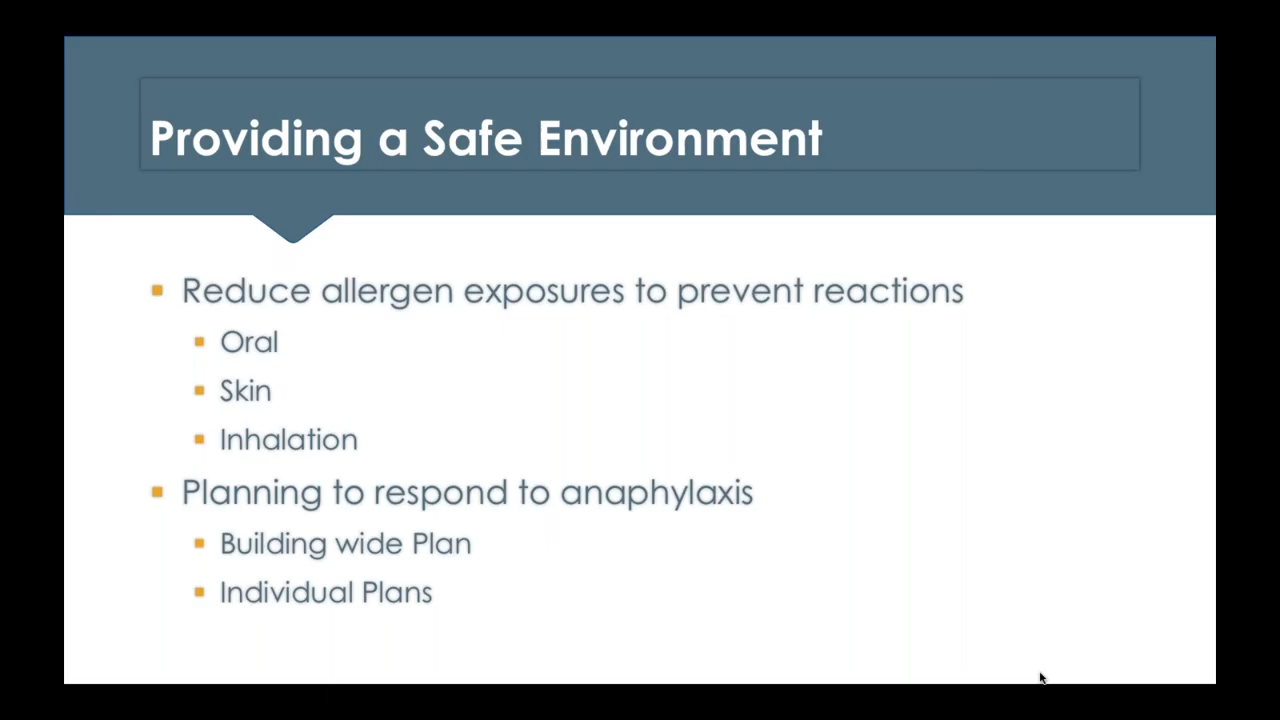 Providing a Safe Environment
Reduce allergen exposures to prevent reactions
Oral
Skin
Inhalation
Planning to respond to anaphylaxis
Building wide Plan
Individual Plans